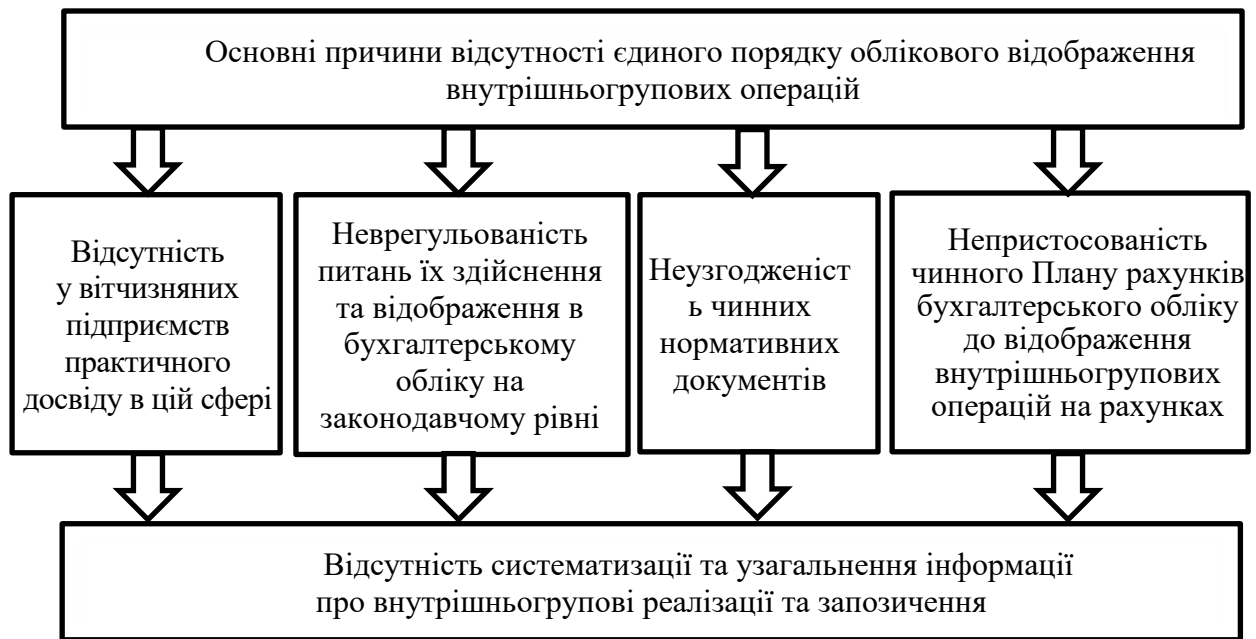 Основні причини відсутності єдиного порядку облікового відображення
внутрішньогрупових операцій
Відсутність
у вітчизняних
підприємств
практичного
досвіду в цій сфері
Неврегульованість
питань їх здійснення
та відображення в
бухгалтерському
обліку на
законодавчому рівні
Неузгодженіст
ь чинних
нормативних
документів
Непристосованість
чинного Плану рахунків
бухгалтерського обліку
до відображення
внутрішньогрупових
операцій на рахунках
Відсутність систематизації та узагальнення інформації
про внутрішньогрупові реалізації та запозичення